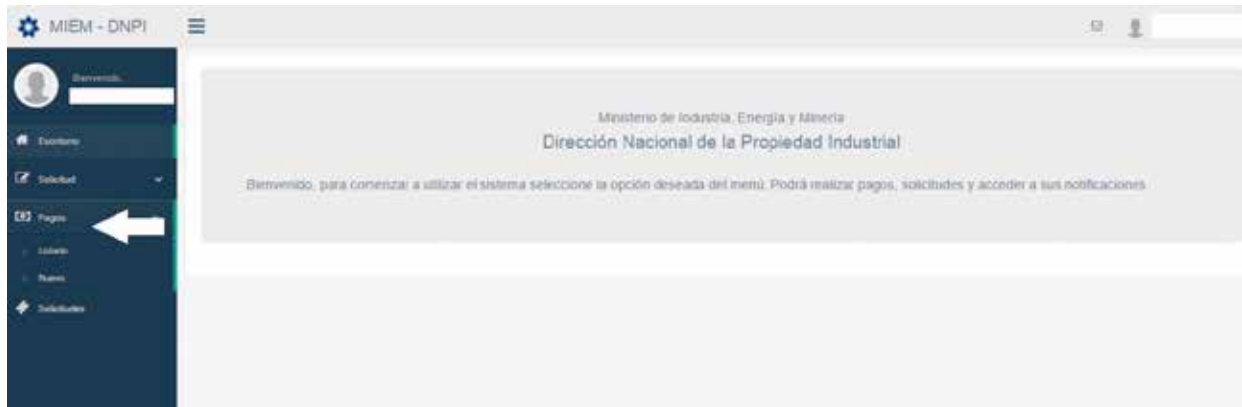 MIEM - DNPI
Bienvenido,
Escritorio
Solicitud
Pagos
Listado
Nuevo
Solicitudes
Ministerio de Industria, Energía y Minería
Dirección Nacional de la Propiedad Industrial
Bienvenido, para comenzar a utilizar el sistema seleccione la opción deseada del menú. Podrá realizar pagos, solicitudes y acceder a sus notificaciones